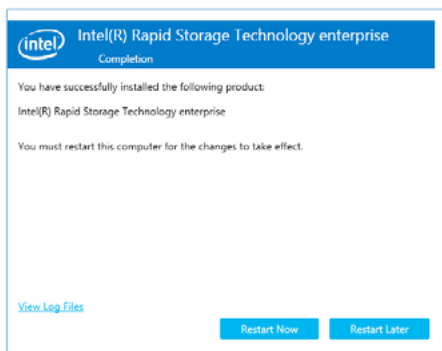 intel
Intel(R) Rapid Storage Technology enterprise
Completion
You have successfully installed the following product:
Intel(R) Rapid Storage Technology enterprise
You must restart this computer for the changes to take effect.
View Log Files
Restart Now
Restart Later